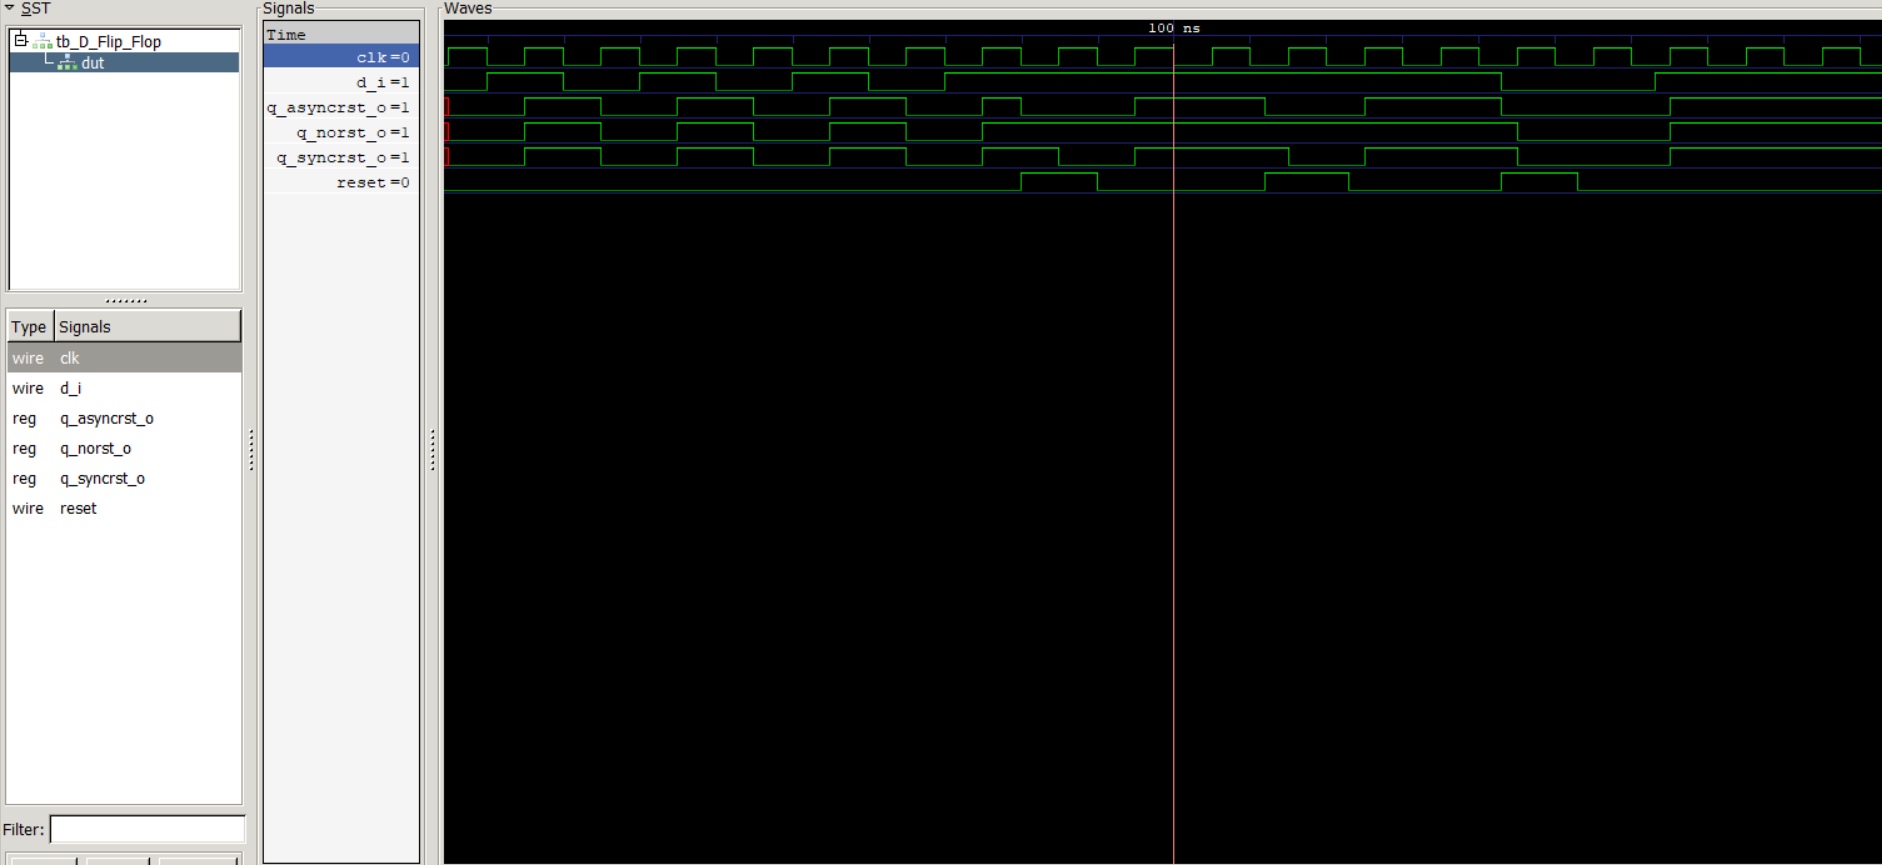 SST
tb_D_Flip_Flop
dut
Type Signals
wire clk
wire d_i
reg q_asyncrst_o
reg q_norst_o
reg q_syncrst_o
wire reset
Filter:
Signals
Time
clk=0
d_i=1
q_asyncrst_o=1
q_norst_o=1
q_syncrst_o=1
reset=0
Waves
100 ns